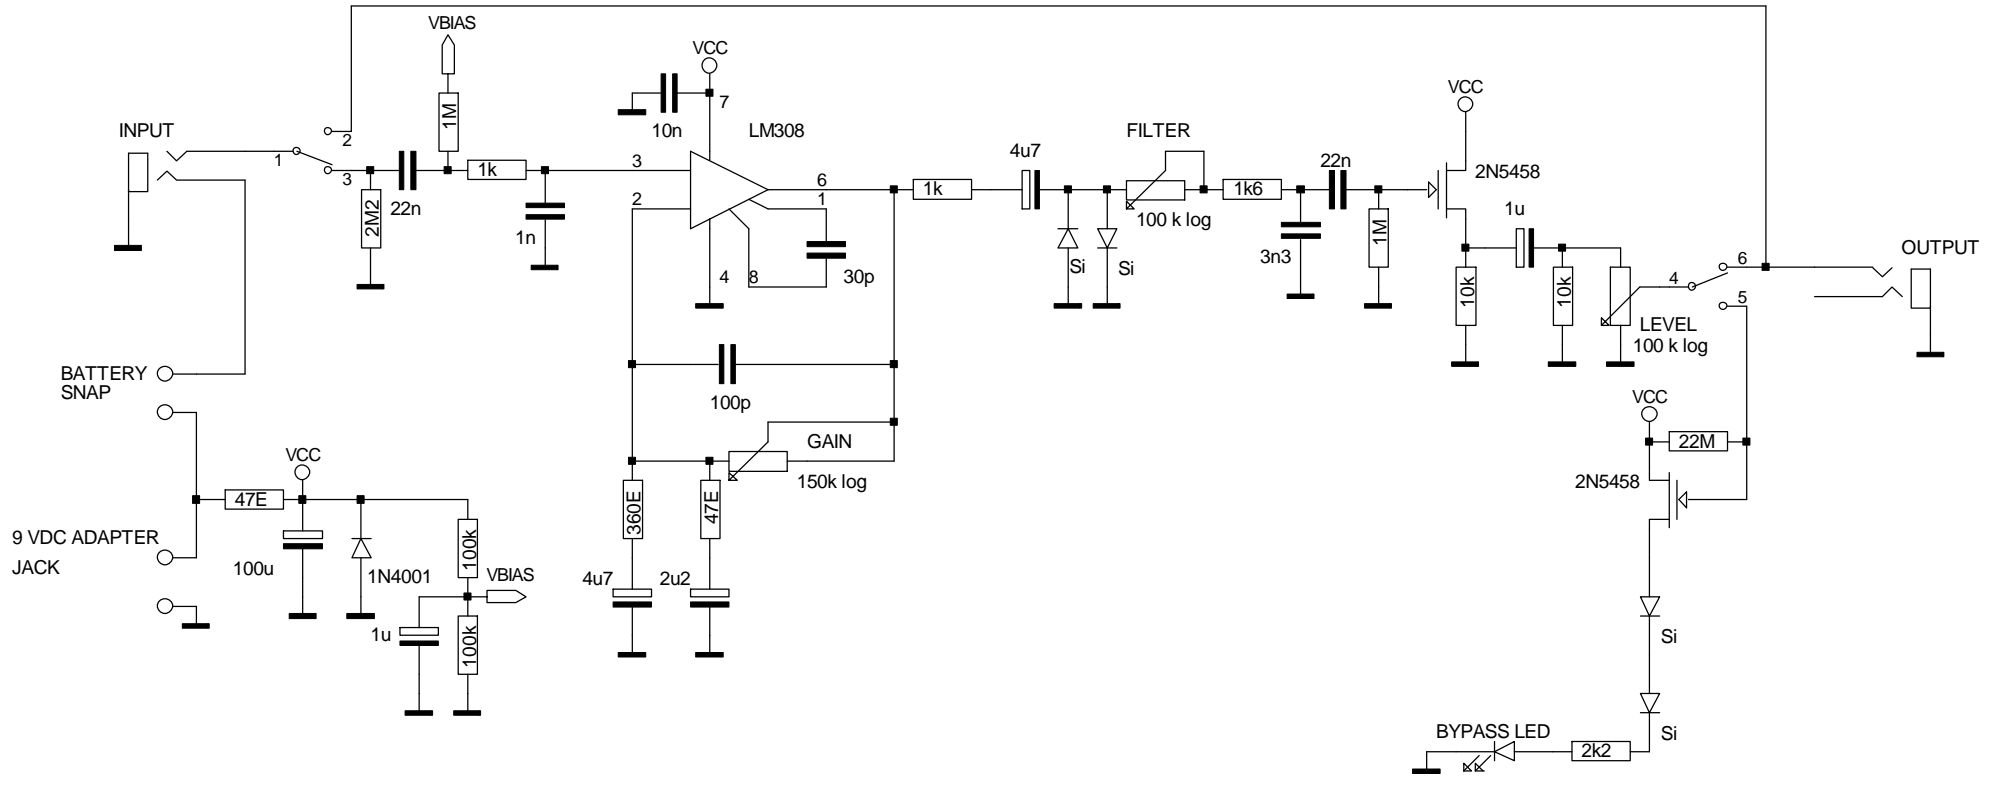 VBIAS
VCC
VCC
INPUT
1
2
3
1M
10n
7
LM308
FILTER
4u7
22n
2N5458
2M2
22n
1k
1n
3
2
6
1
1k
100 k log
1k6
1M
1u
4
8
30p
Si
Si
3n3
10k
10k
4
6
5
OUTPUT
LEVEL
100 k log
BATTERY
SNAP
100p
VCC
22M
GAIN
150k log
VCC
47E
360E
47E
2N5458
9 VDC ADAPTER
JACK
100u
1N4001
100k
VBIAS
4u7
2u2
1u
100k
Si
Si
BYPASS LED
2k2